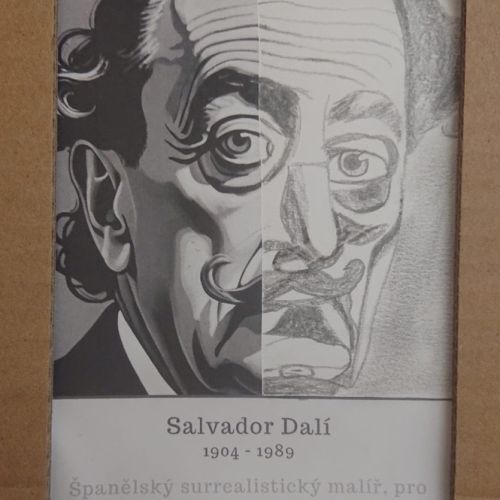 Salvador Dalí
1904 - 1989
Španělský surrealistický malíř, pro